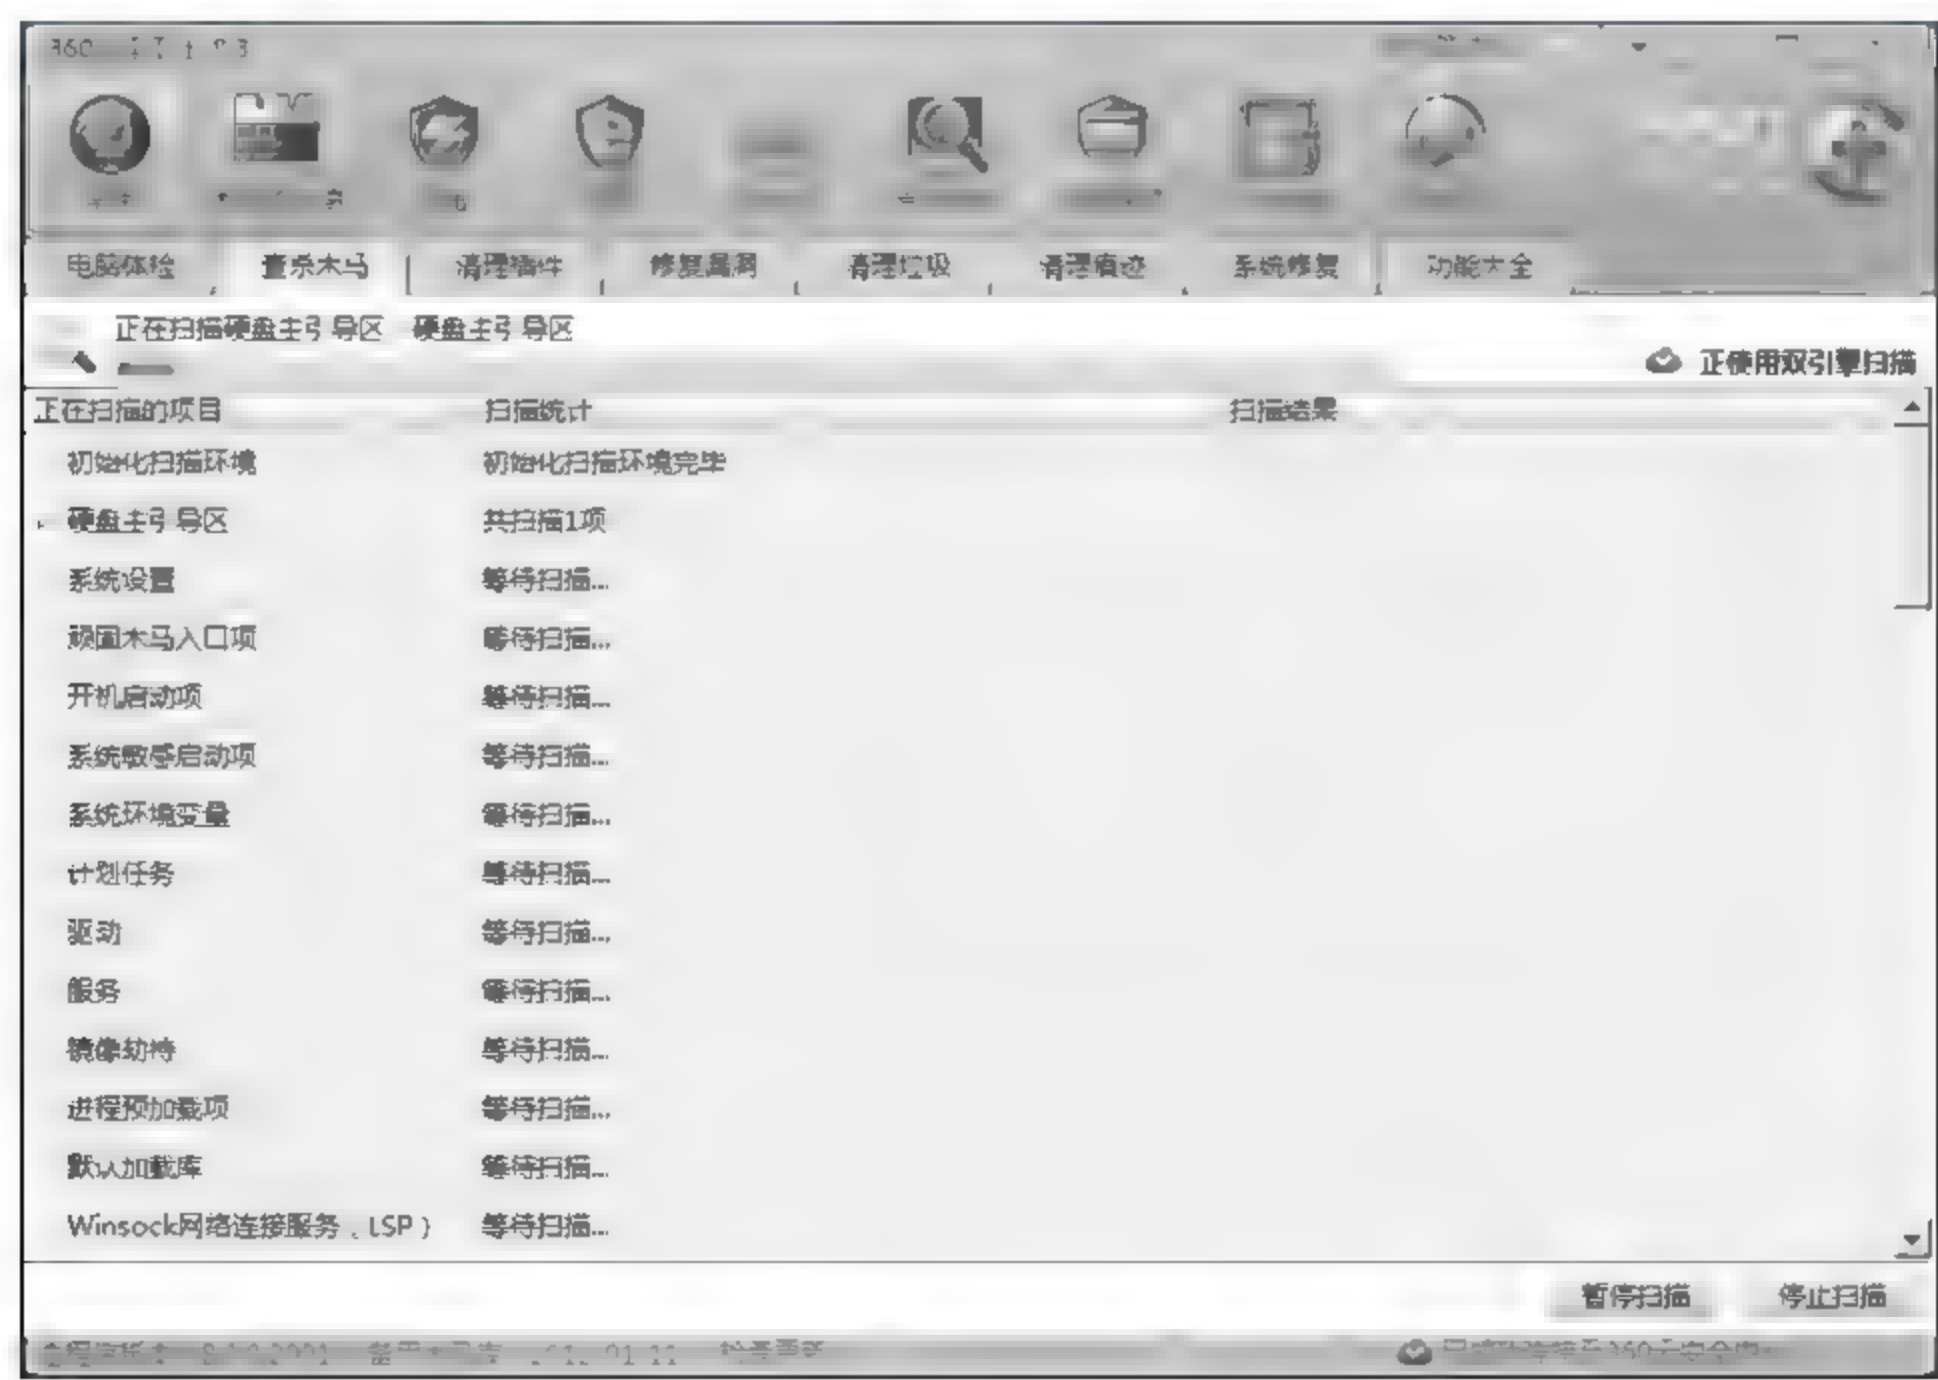 电脑体检 查杀木马 清理插件 修复漏洞 清理垃圾 清理痕迹 系统修复 功能大全
正在扫描硬盘主引导区 硬盘主引导区
正使用双引擎扫描
正在扫描的项目 扫描统计 扫描结果
初始化扫描环境 初始化扫描环境完毕
硬盘主引导区 共扫描1项
系统设置 等待扫描...
顽固木马入口项 等待扫描...
开机启动项 等待扫描...
系统敏感启动项 等待扫描...
系统环境变量 等待扫描...
计划任务 等待扫描...
驱动 等待扫描...
服务 等待扫描...
镜像劫持 等待扫描...
进程预加载项 等待扫描...
默认加载库 等待扫描...
Winsock网络连接服务（LSP） 等待扫描...
暂停扫描 停止扫描